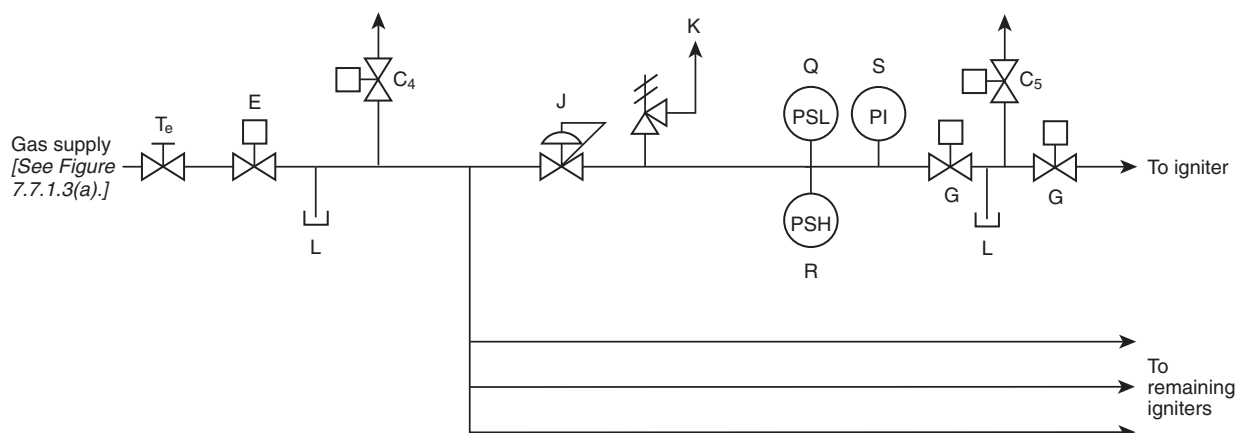 K
Q
S
C₄
C₅
E
J
Tₑ
PSL
PI
Gas supply
[See Figure
7.7.1.3(a).]
To igniter
G
G
PSH
L
L
R
To
remaining
igniters